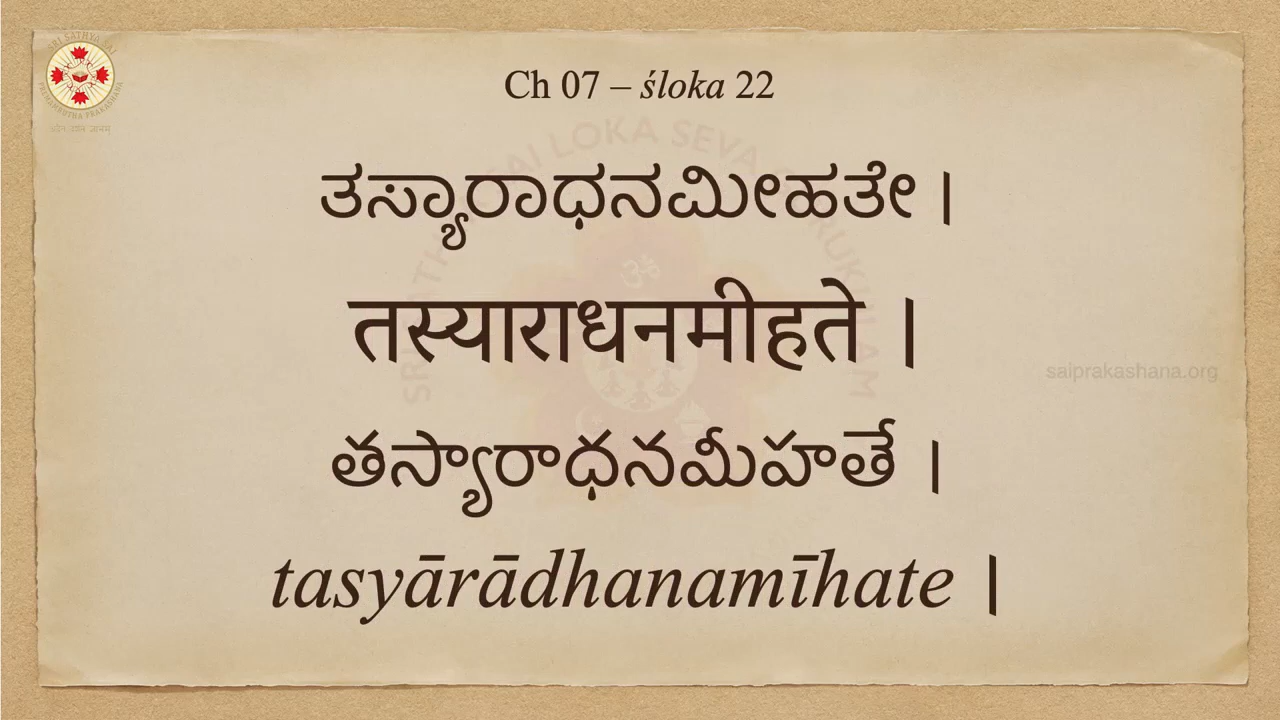 Ch 07 – śloka 22
ತಸ್ಯಾರಾಧನಮೀಹತೇ ।
तस्याराधनमीहते ।
తస్యారాధనమీహతే ।
tasyārādhanamīhate |
saiprakashana.org